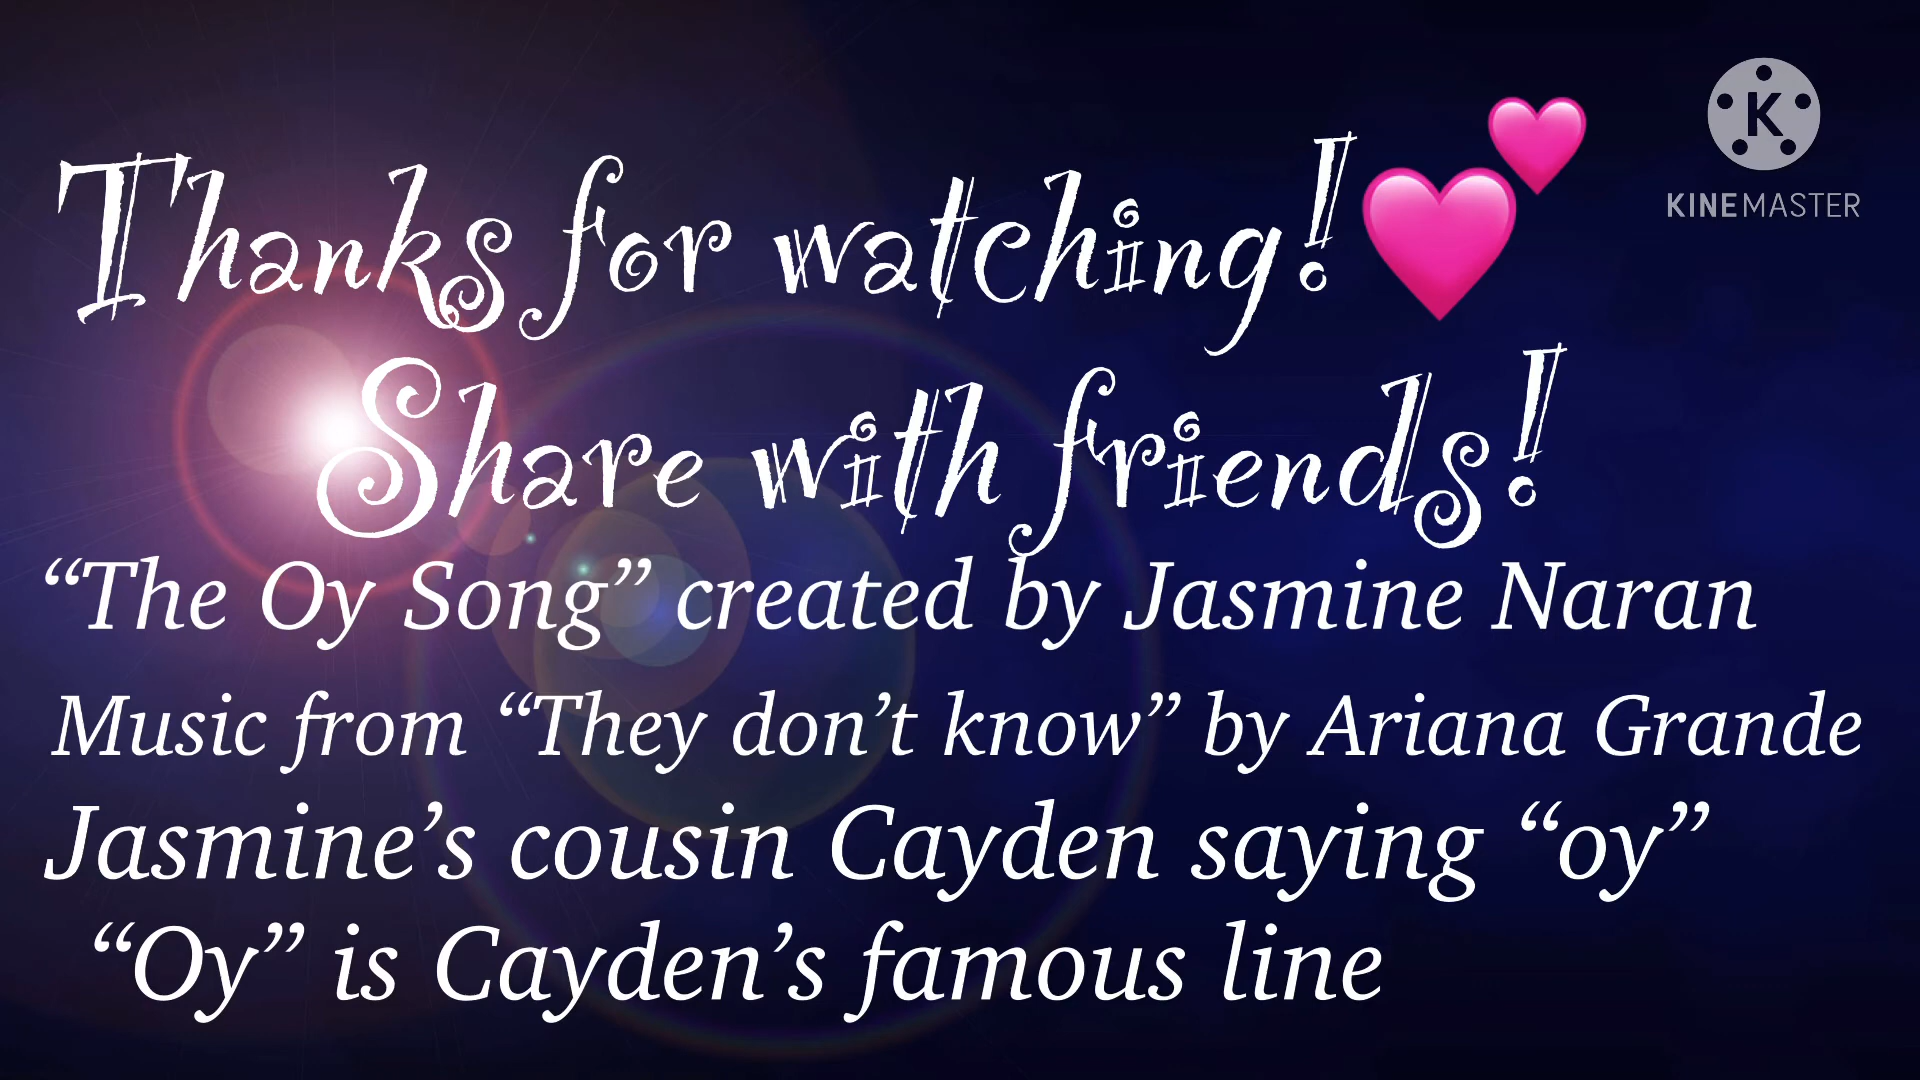 Thanks for watching!💕
K
KINEMASTER
Share with friends!
“The Oy Song” created by Jasmine Naran
Music from “They don’t know” by Ariana Grande
Jasmine’s cousin Cayden saying “oy”
“Oy” is Cayden’s famous line